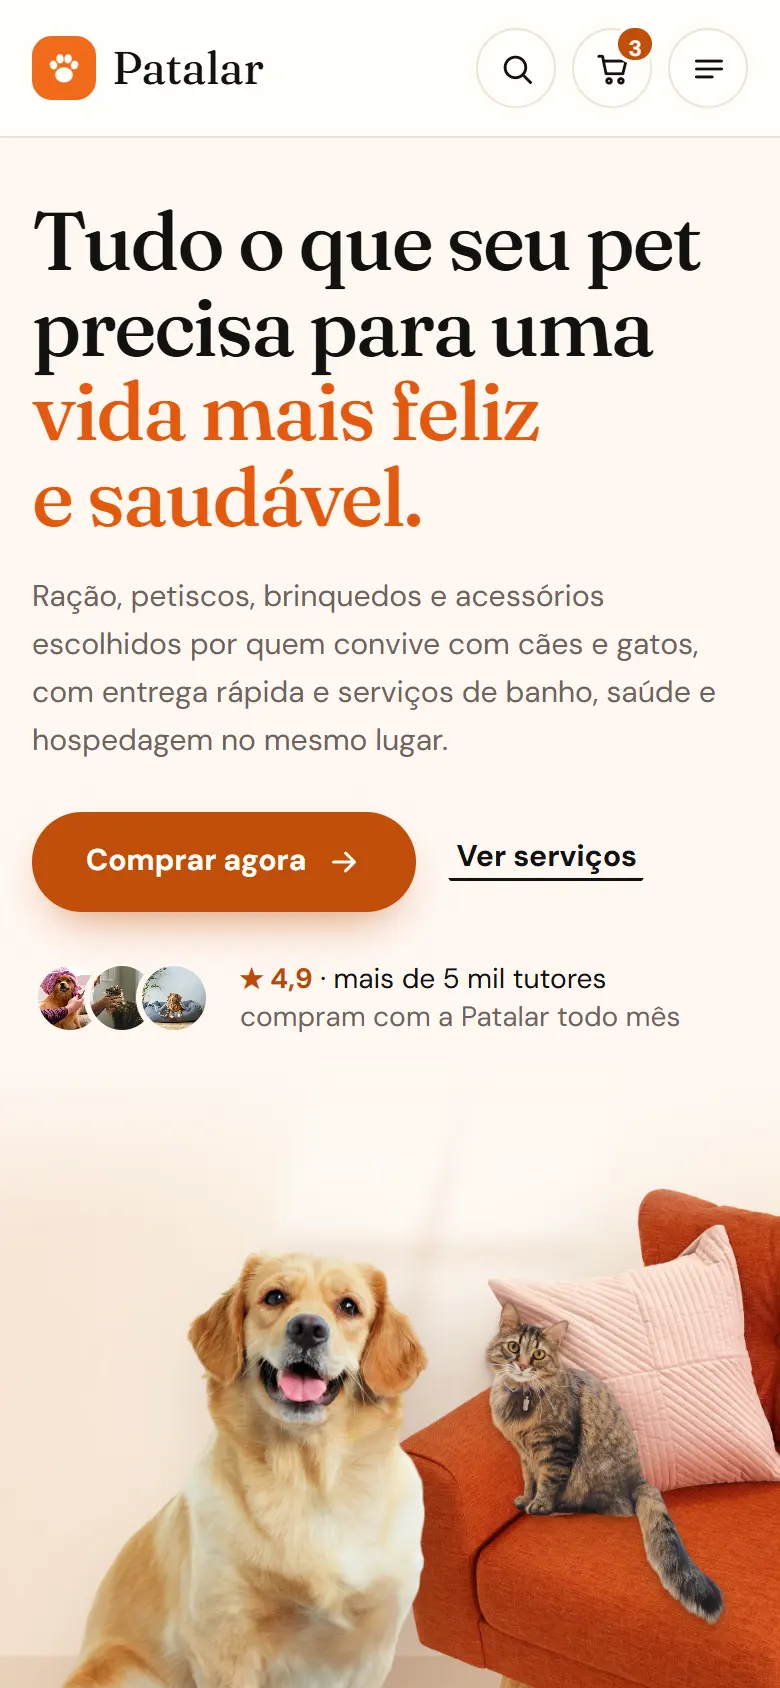 Patalar
3
Tudo o que seu pet
precisa para uma
vida mais feliz
e saudável.
Ração, petiscos, brinquedos e acessórios
escolhidos por quem convive com cães e gatos,
com entrega rápida e serviços de banho, saúde e
hospedagem no mesmo lugar.
Comprar agora →
Ver serviços
★ 4,9 · mais de 5 mil tutores
compram com a Patalar todo mês